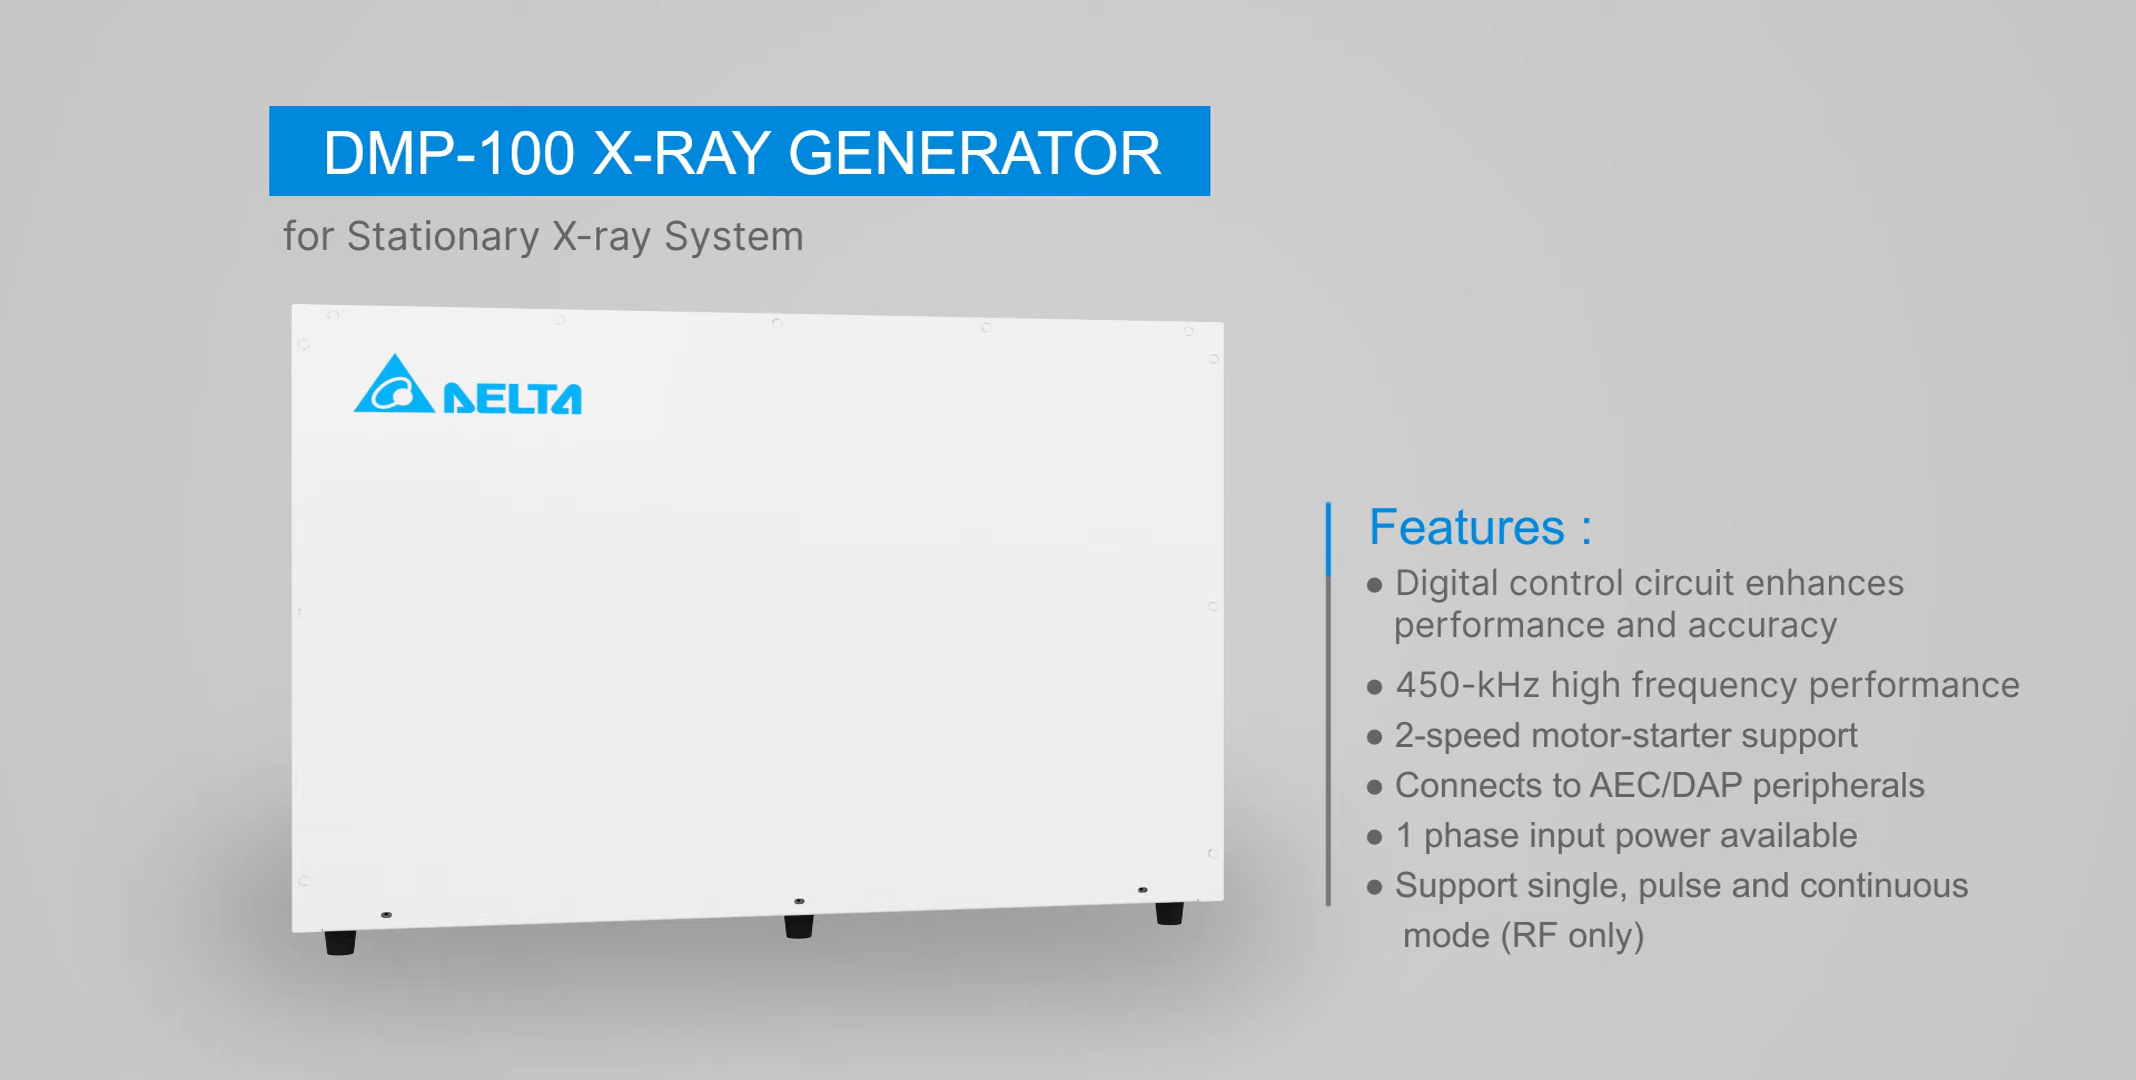 DMP-100 X-RAY GENERATOR
for Stationary X-ray System
DELTA
Features :
● Digital control circuit enhances
performance and accuracy
● 450-kHz high frequency performance
● 2-speed motor-starter support
● Connects to AEC/DAP peripherals
● 1 phase input power available
● Support single, pulse and continuous
mode (RF only)